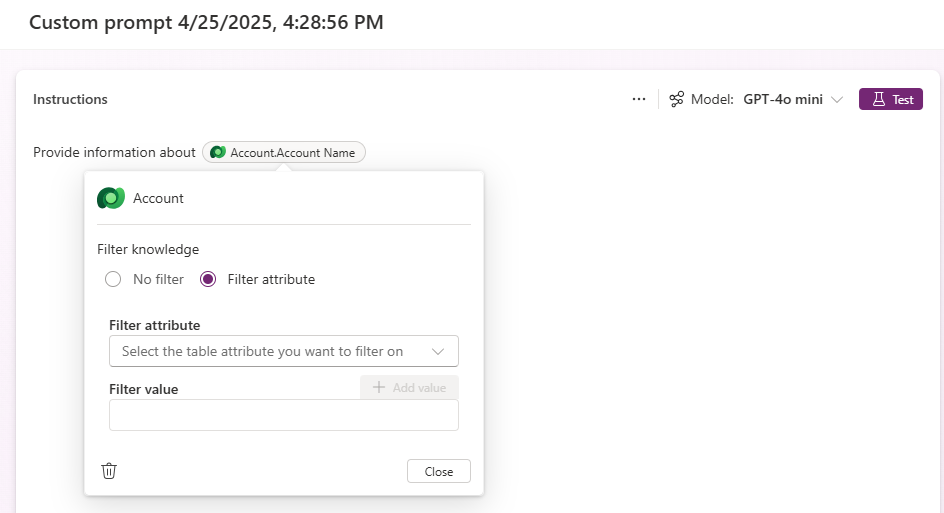 Custom prompt 4/25/2025, 4:28:56 PM
Instructions
... Model: GPT-4o mini Test
Provide information about Account.Account Name
Account
Filter knowledge
No filter Filter attribute
Filter attribute
Select the table attribute you want to filter on
Filter value + Add value
Close